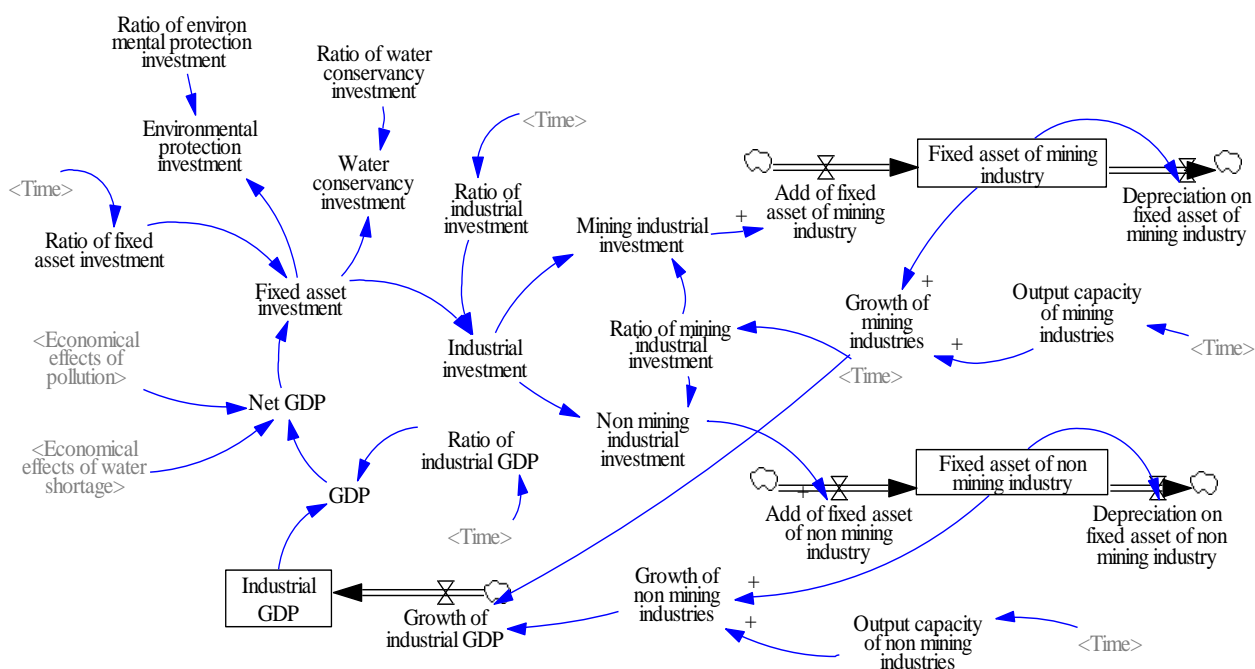 Ratio of environ
mental protection
investment
Ratio of water
conservancy
investment
<Time>
Environmental
protection
investment
Water
conservancy
investment
<Time>
Ratio of fixed
asset investment
Ratio of
industrial
investment
Mining industrial
investment
+
Add of fixed
asset of mining
industry
Fixed asset of mining
industry
Depreciation on
fixed asset of
mining industry
Fixed asset
investment
<Economical
effects of
pollution>
Industrial
investment
Ratio of mining
industrial
investment
+
Growth of
mining
industries
+
Output capacity
of mining
industries
<Time>
<Time>
Net GDP
<Economical
effects of water
shortage>
Ratio of
industrial GDP
Non mining
industrial
investment
GDP
<Time>
+
Add of fixed asset
of non mining
industry
Fixed asset of non
mining industry
Depreciation on
fixed asset of non
mining industry
Industrial
GDP
Growth of
industrial GDP
Growth of
non mining
industries
+
+
Output capacity
of non mining
industries
<Time>